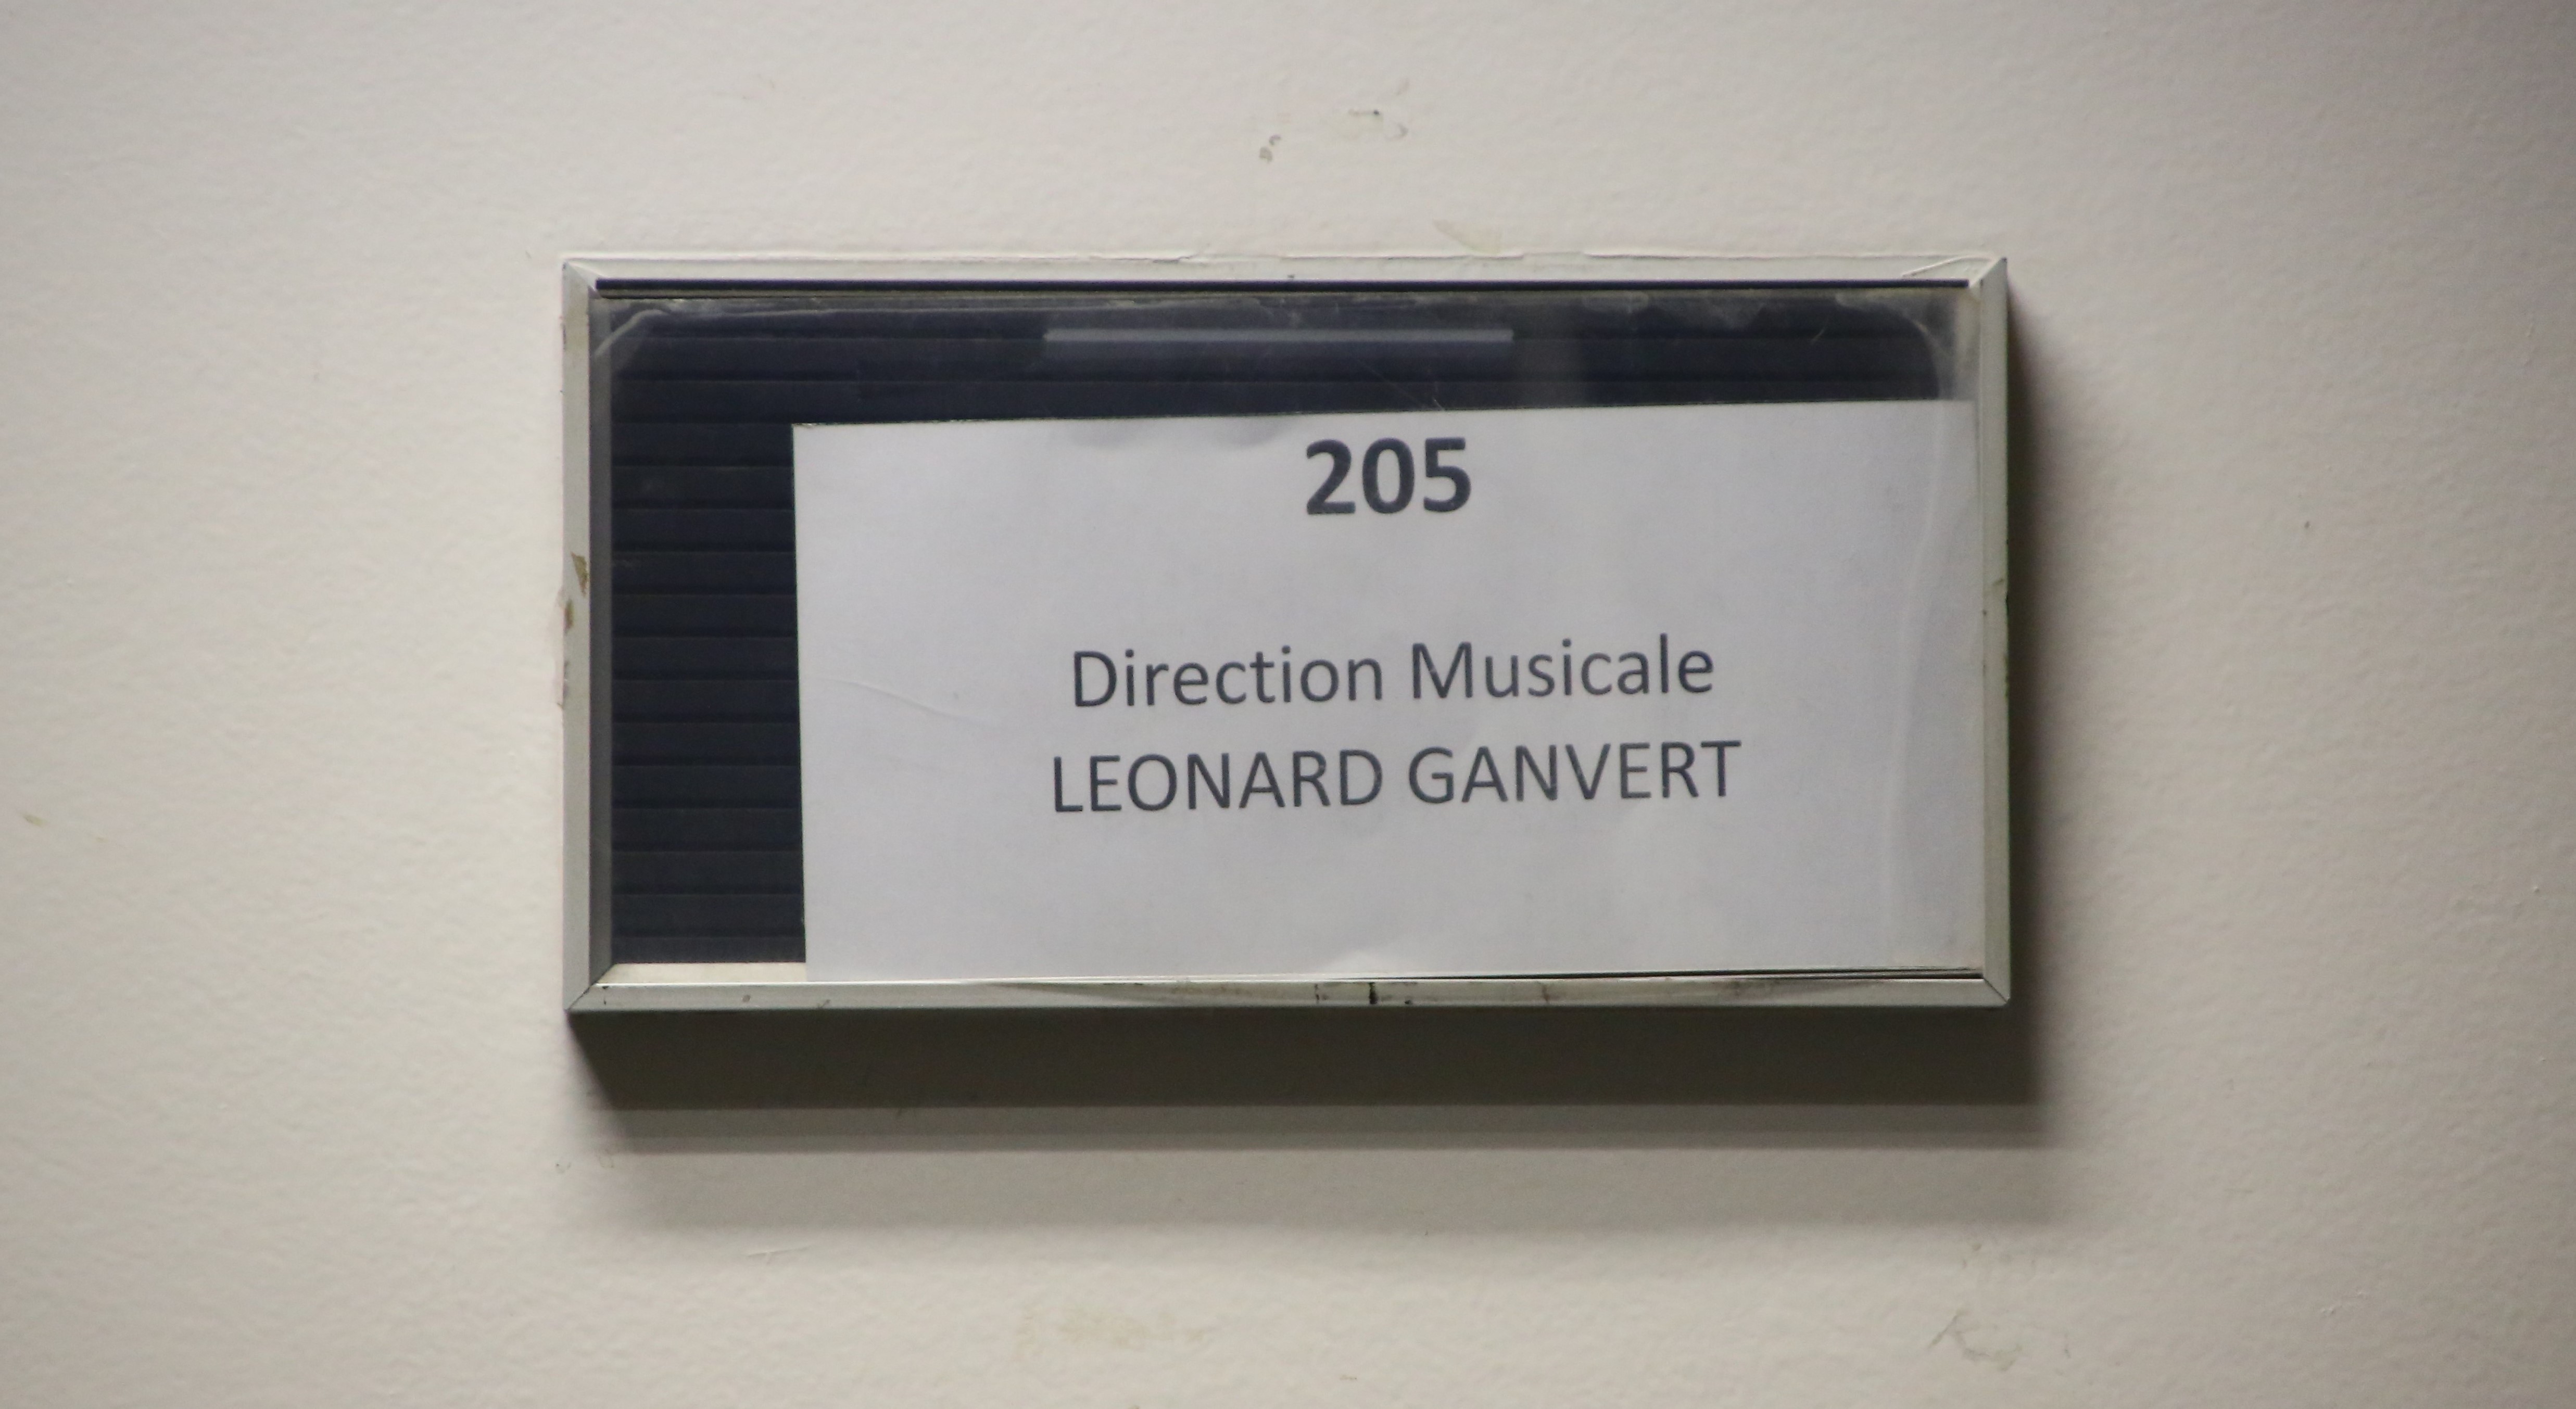 205
Direction Musicale
LEONARD GANVERT